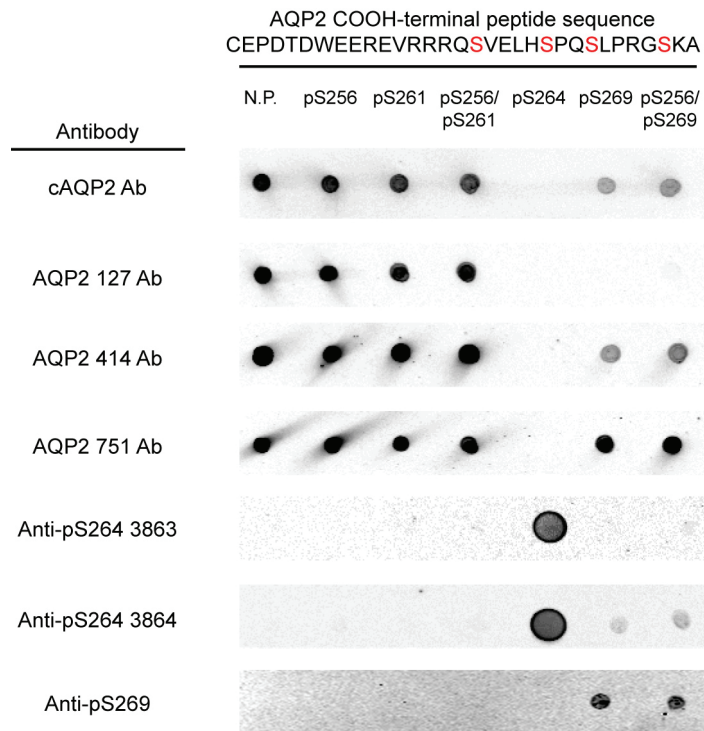 AQP2 COOH-terminal peptide sequence
CEPDTDWEEREVRRRQSVELHSPQSLPRGSKA
N.P. pS256 pS261 pS256/ pS264 pS269 pS256/
pS261 pS269
Antibody
cAQP2 Ab
AQP2 127 Ab
AQP2 414 Ab
AQP2 751 Ab
Anti-pS264 3863
Anti-pS264 3864
Anti-pS269